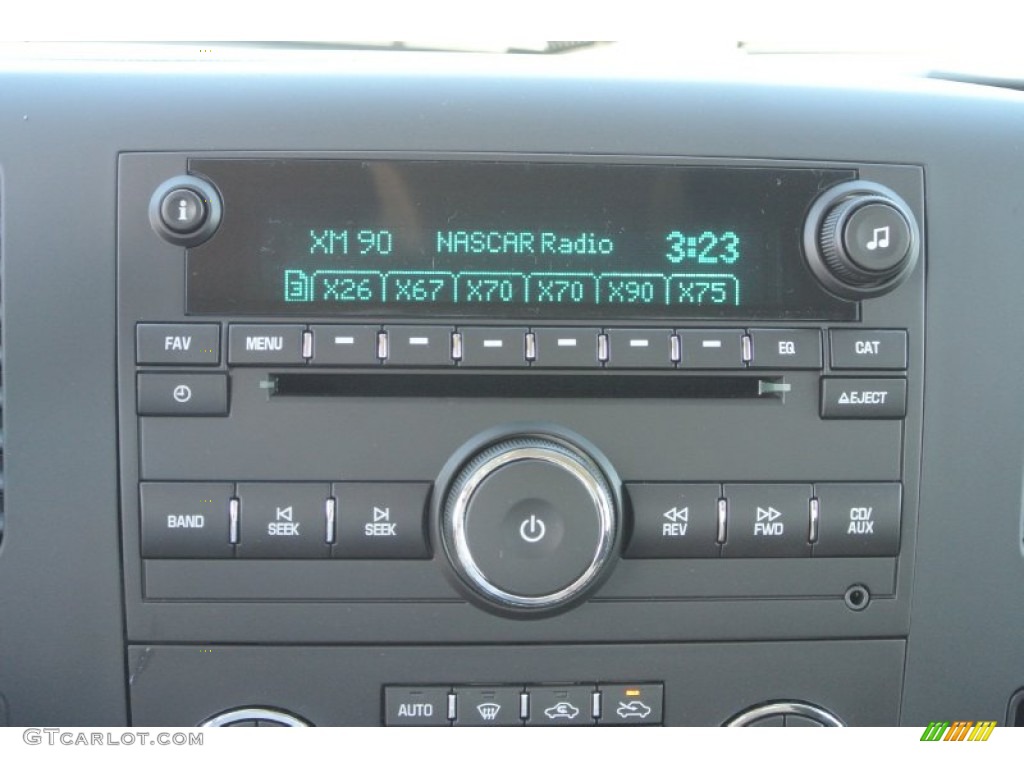 i
XM 90 NASCAR Radio 3:23
3 X26 X67 X70 X70 X90 X75
FAV MENU EQ CAT
EJECT
BAND SEEK SEEK REV FWD CD/
AUX
AUTO
GTCARLOT.COM